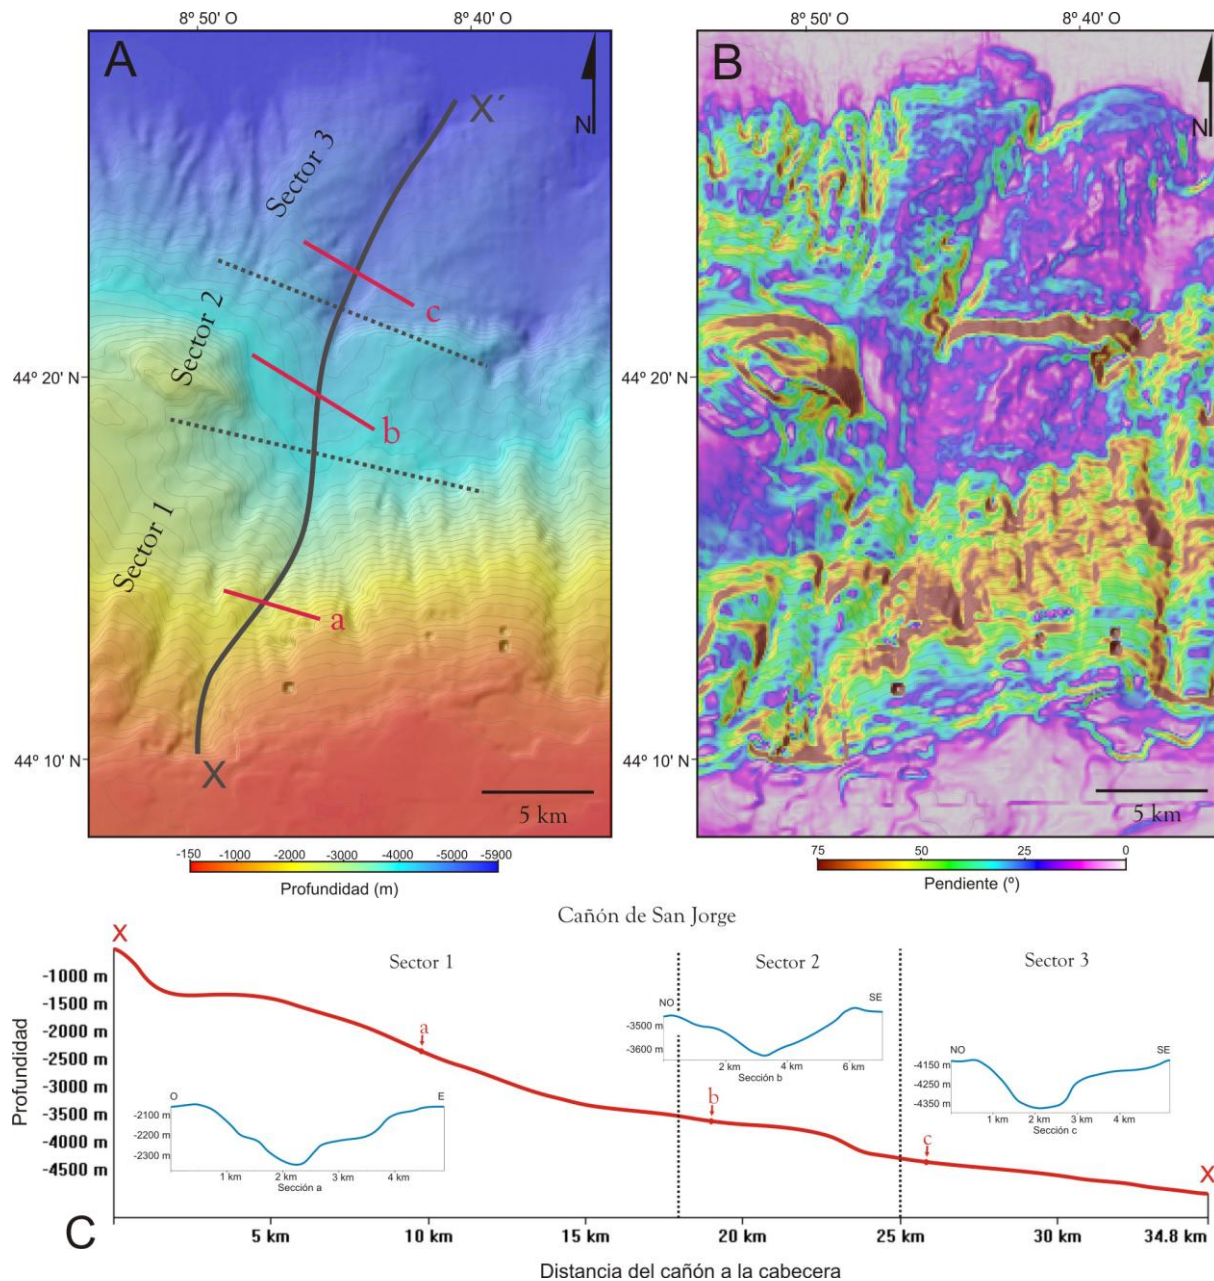 8º 50' O
8º 40' O
A
N
X´
Sector 3
c
Sector 2
44º 20' N
b
Sector 1
a
44º 10' N
X
5 km
-150 -1000 -2000 -3000 -4000 -5000 -5900
Profundidad (m)
8º 50' O
8º 40' O
B
N
44º 20' N
44º 10' N
5 km
75 50 25 0
Pendiente (º)
Cañón de San Jorge
X
Sector 1
Sector 2
Sector 3
Profundidad
-1000 m
-1500 m
-2000 m
-2500 m
-3000 m
-3500 m
-4000 m
-4500 m
a
b
c
X
O
E
-2100 m
-2200 m
-2300 m
1 km 2 km 3 km 4 km
Sección a
NO
SE
-3500 m
-3600 m
2 km 4 km 6 km
Sección b
NO
SE
-4150 m
-4250 m
-4350 m
1 km 2 km 3 km 4 km
Sección c
C
5 km 10 km 15 km 20 km 25 km 30 km 34.8 km
Distancia del cañón a la cabecera